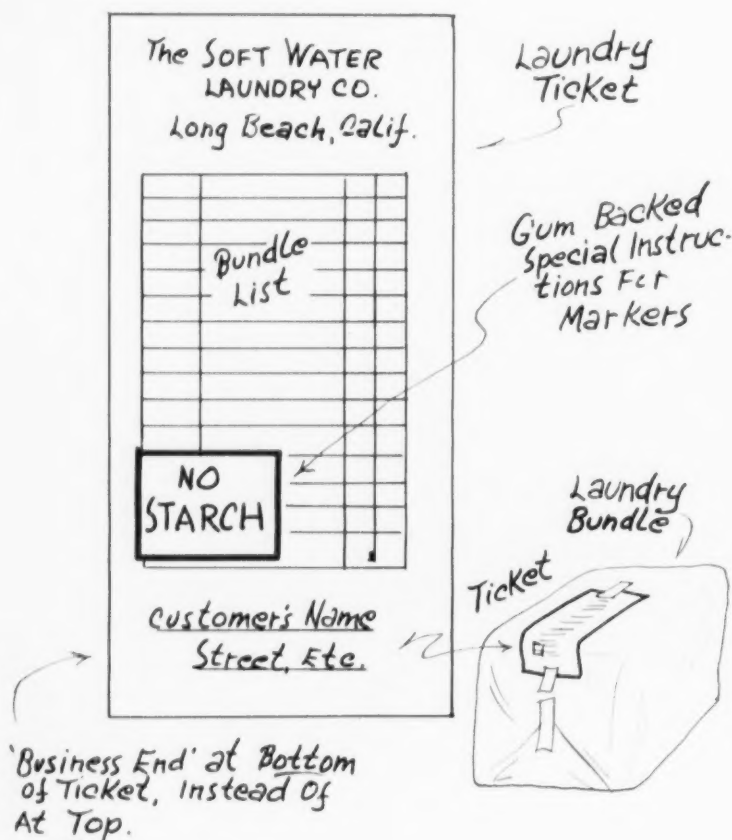 The SOFT WATER
LAUNDRY CO.
Long Beach, Calif.
Laundry
Ticket
Bundle
List
Gum Backed
Special Instruc-
tions For
Markers
NO
STARCH
Laundry
Bundle
Ticket
Customer's Name
Street, Etc.
'Business End' at Bottom
of Ticket, Instead Of
At Top.